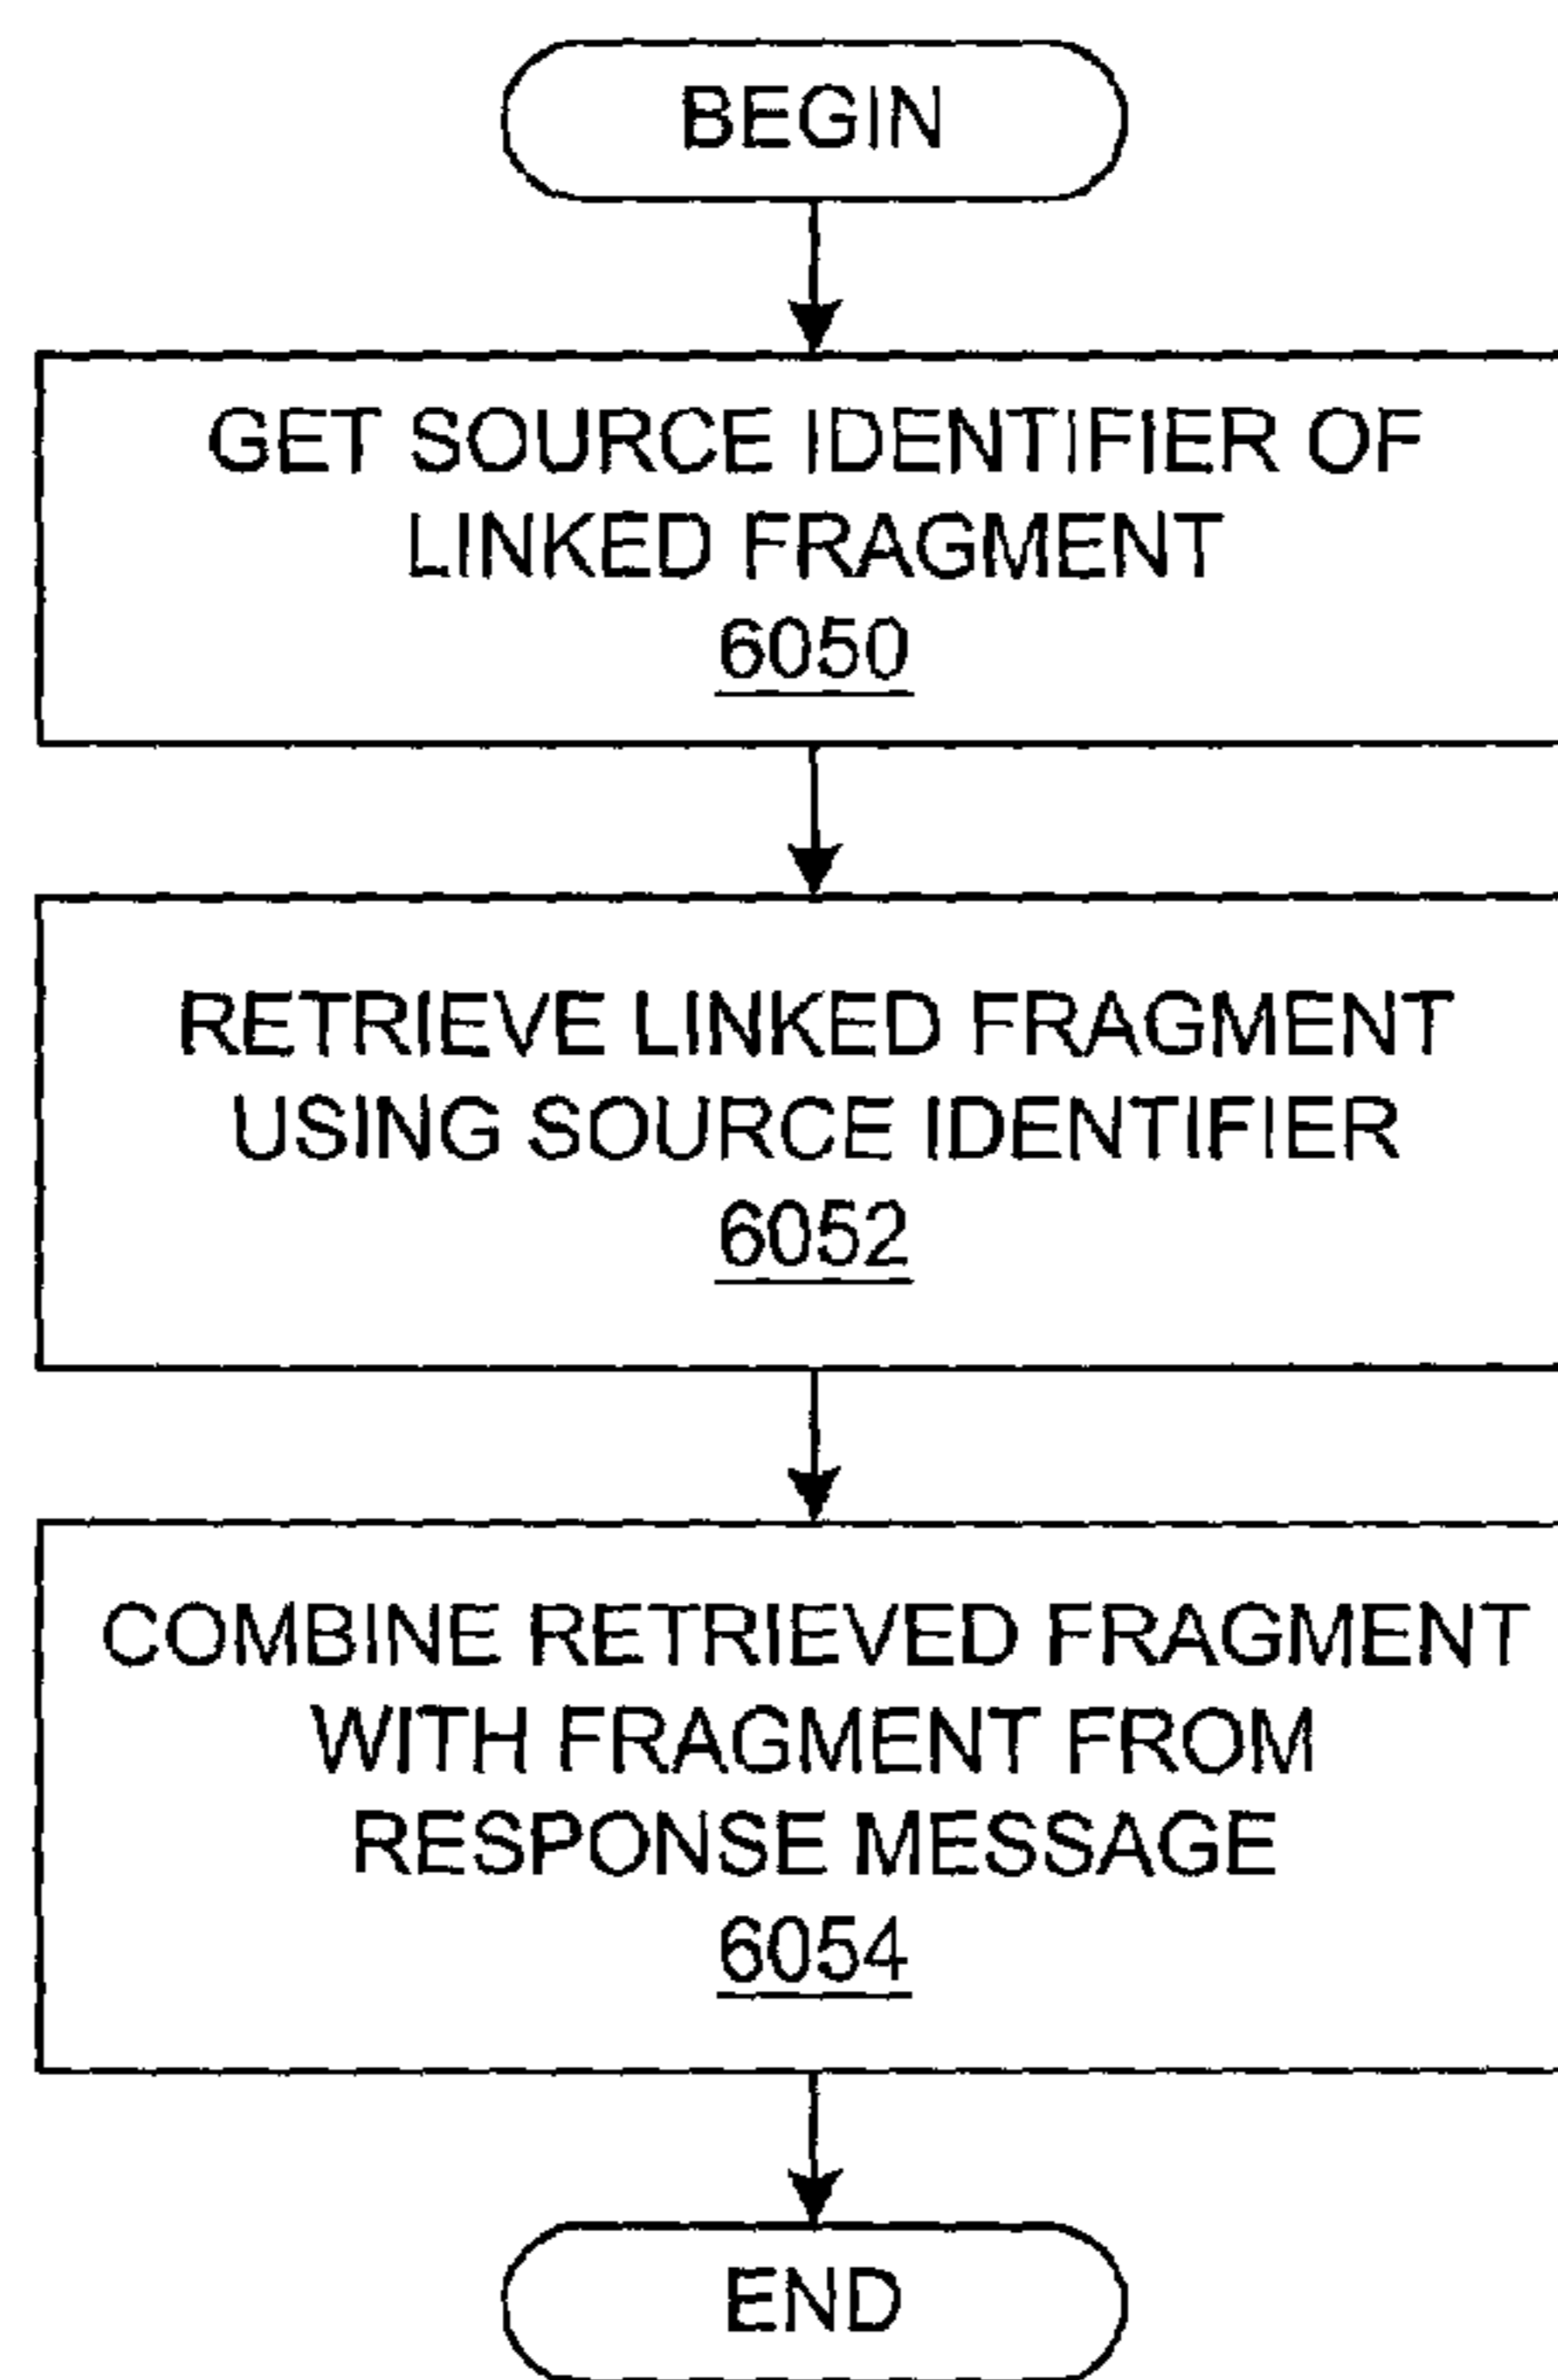 BEGIN
GET SOURCE IDENTIFIER OF
LINKED FRAGMENT
6050
RETRIEVE LINKED FRAGMENT
USING SOURCE IDENTIFIER
6052
COMBINE RETRIEVED FRAGMENT
WITH FRAGMENT FROM
RESPONSE MESSAGE
6054
END